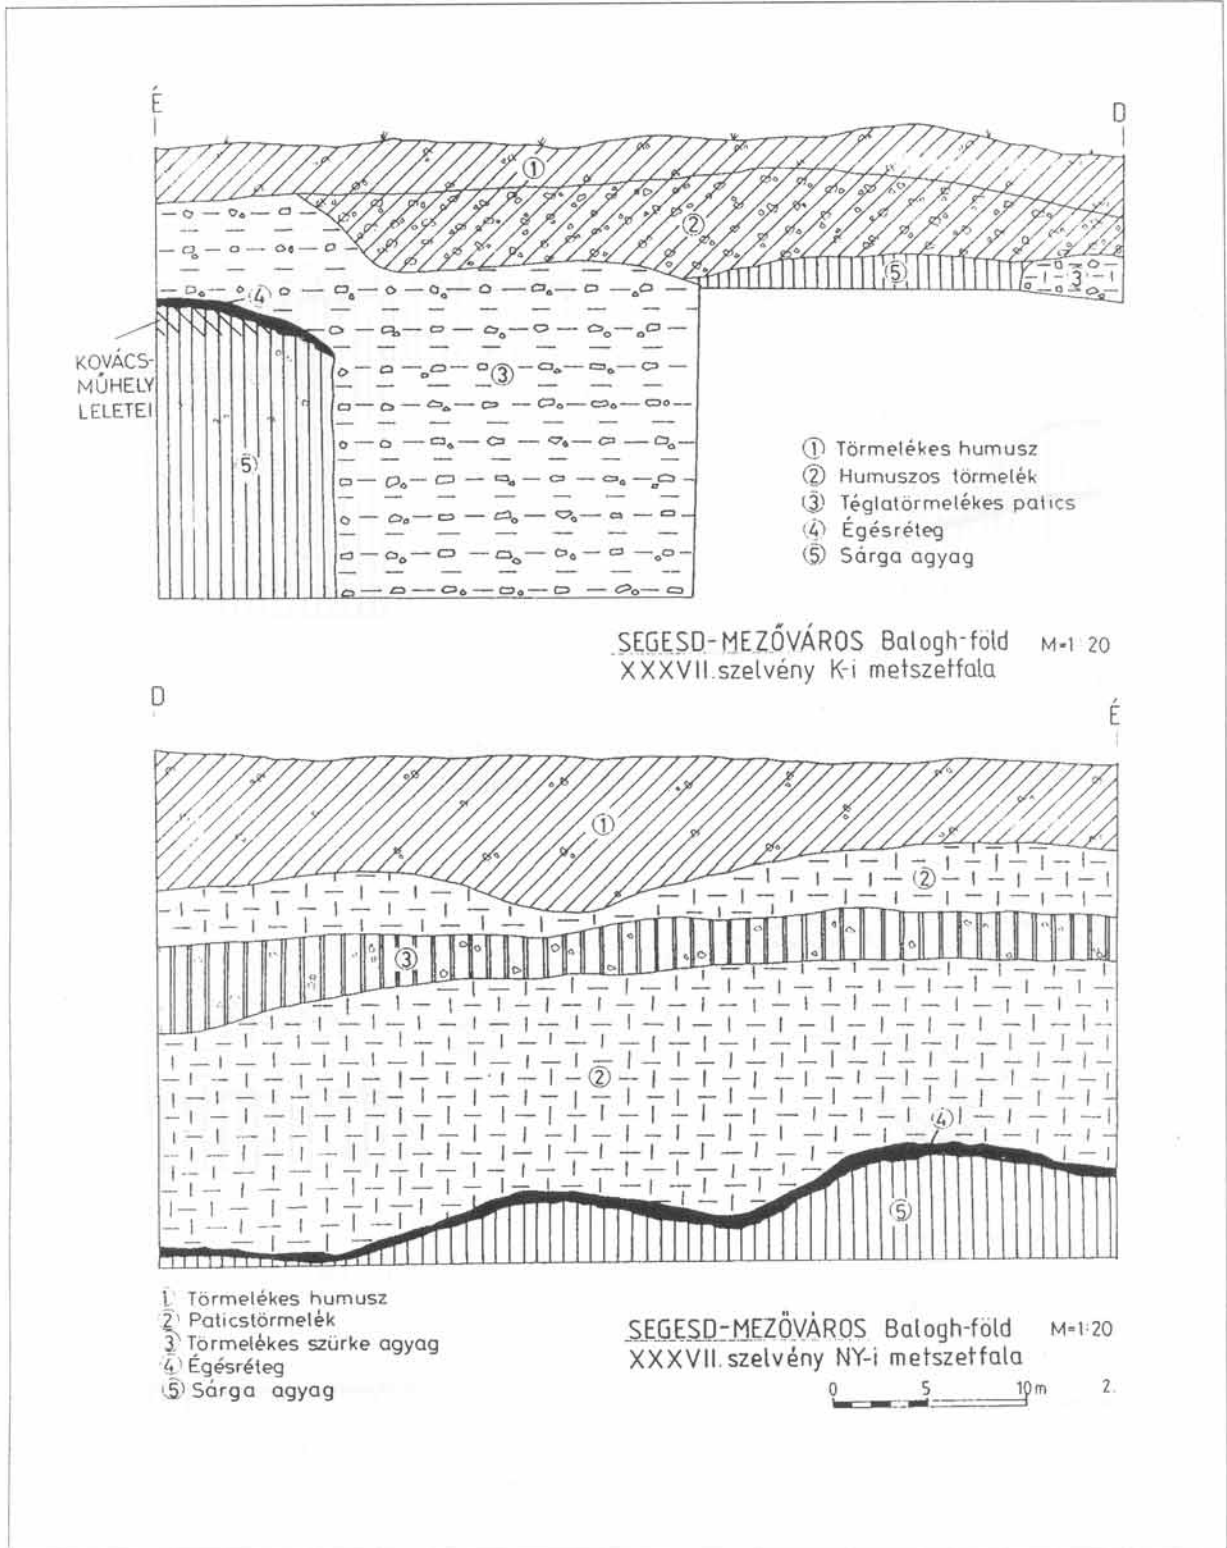 É
D
①
②
⑤
3
④
KOVÁCS-
MŰHELY
LELETEI
③
⑤
① Törmelékes humusz
② Humuszos törmelék
③ Téglatörmelékes patics
④ Égésréteg
⑤ Sárga agyag
SEGESD-MEZŐVÁROS Balogh-föld M=1:20
XXXVII. szelvény K-i metszetfala
D
É
①
②
③
②
④
⑤
1 Törmelékes humusz
② Paticstörmelék
3 Törmelékes szürke agyag
④ Égésréteg
⑤ Sárga agyag
SEGESD-MEZŐVÁROS Balogh-föld M=1:20
XXXVII. szelvény NY-i metszetfala
0 5 10 m 2.